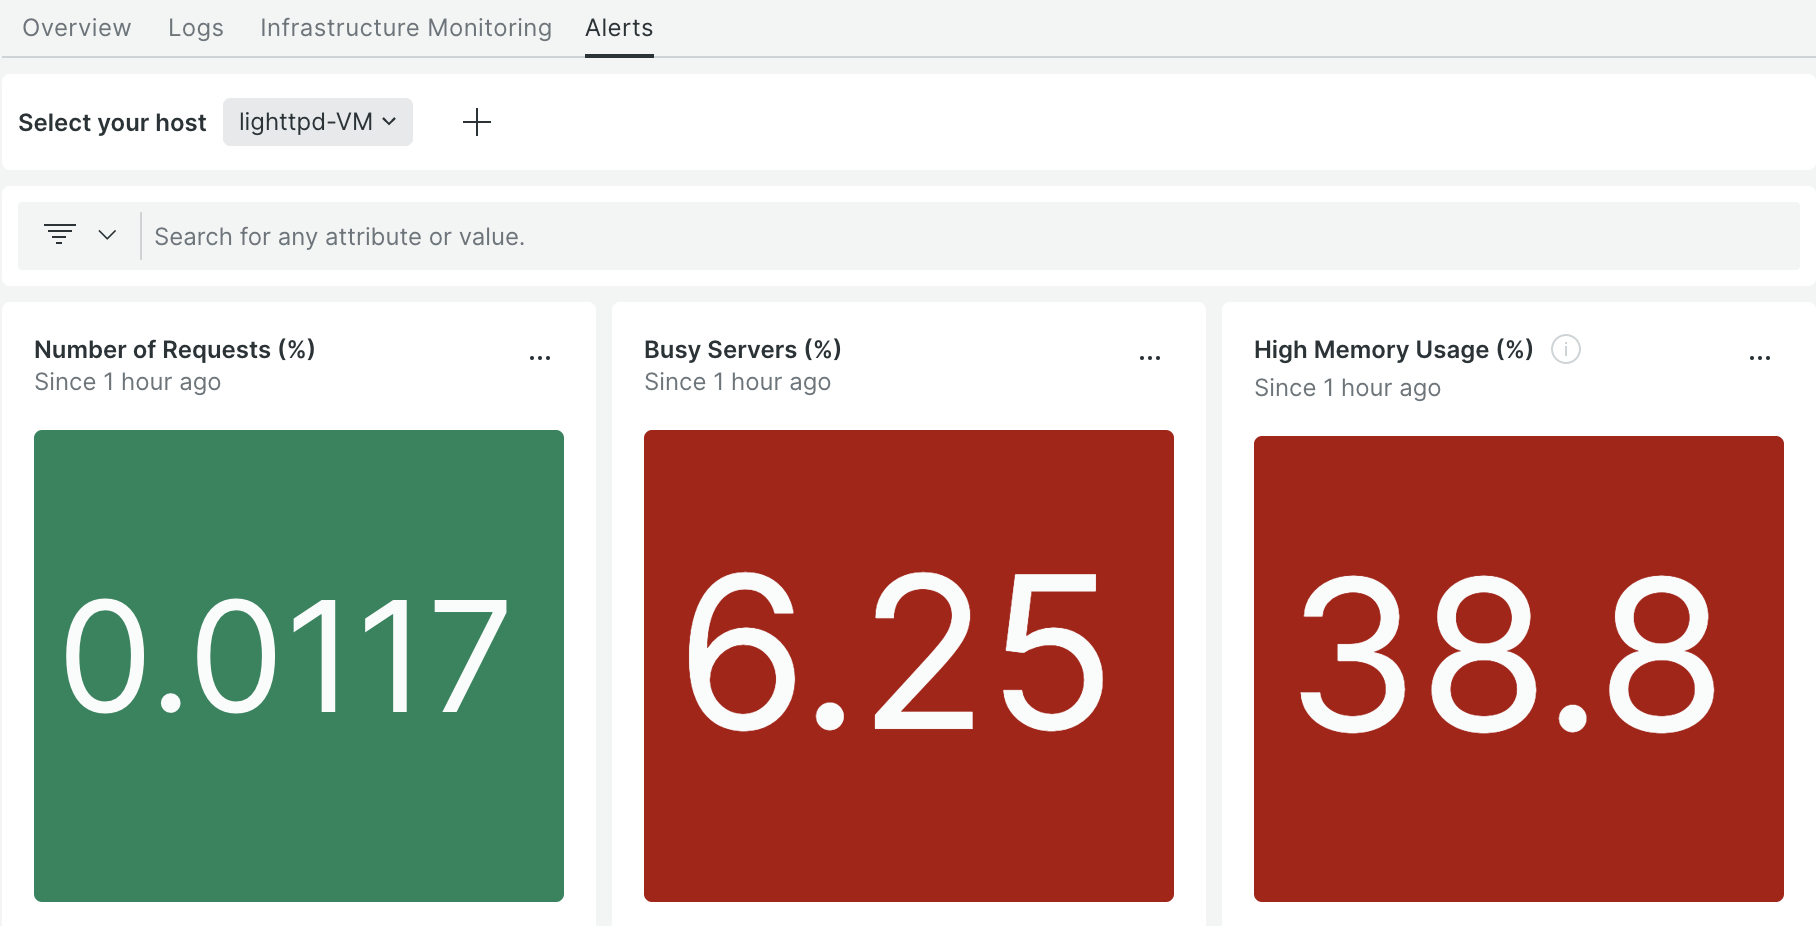 Overview Logs Infrastructure Monitoring Alerts
Select your host lighttpd-VM
Search for any attribute or value.
Number of Requests (%)
Since 1 hour ago
0.0117
Busy Servers (%)
Since 1 hour ago
6.25
High Memory Usage (%)
Since 1 hour ago
38.8